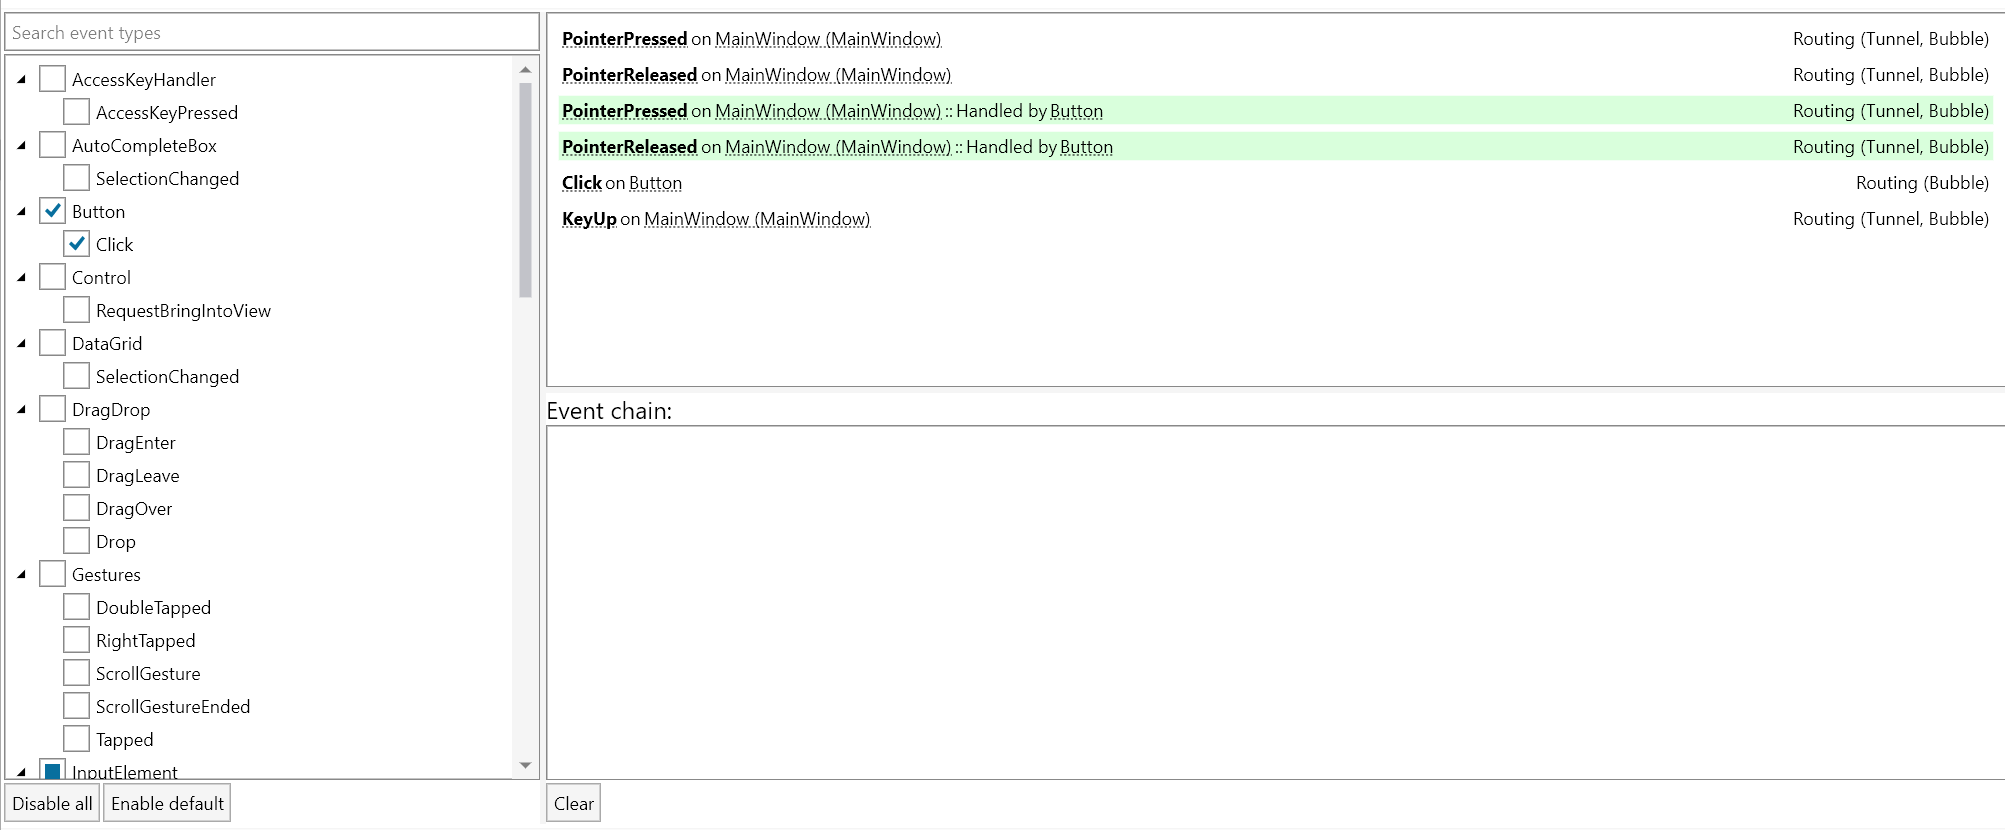 Search event types
AccessKeyHandler
AccessKeyPressed
AutoCompleteBox
SelectionChanged
Button
Click
Control
RequestBringIntoView
DataGrid
SelectionChanged
DragDrop
DragEnter
DragLeave
DragOver
Drop
Gestures
DoubleTapped
RightTapped
ScrollGesture
ScrollGestureEnded
Tapped
InputElement
Disable all
Enable default
PointerPressed on MainWindow (MainWindow) Routing (Tunnel, Bubble)
PointerReleased on MainWindow (MainWindow) Routing (Tunnel, Bubble)
PointerPressed on MainWindow (MainWindow) :: Handled by Button Routing (Tunnel, Bubble)
PointerReleased on MainWindow (MainWindow) :: Handled by Button Routing (Tunnel, Bubble)
Click on Button Routing (Bubble)
KeyUp on MainWindow (MainWindow) Routing (Tunnel, Bubble)
Event chain:
Clear